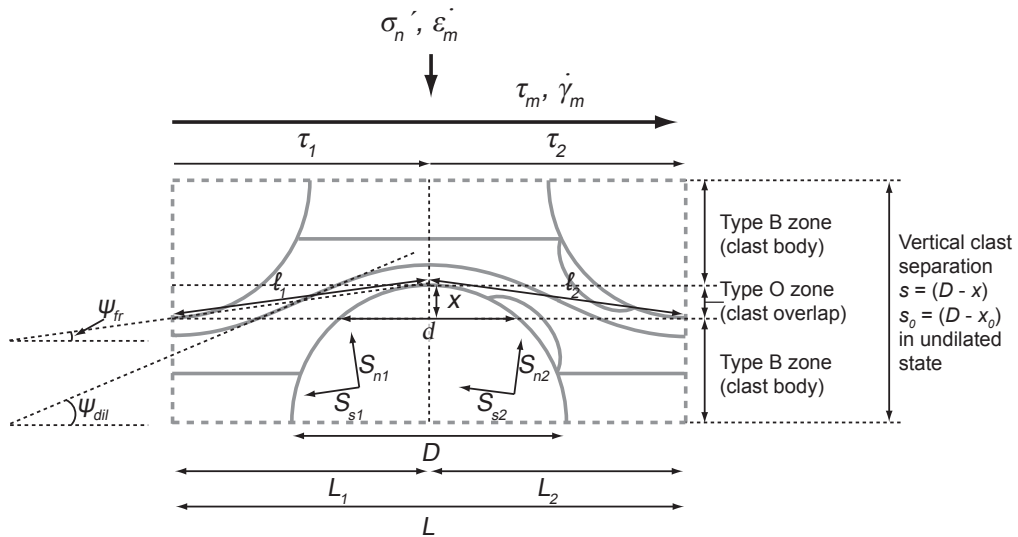 σn´, ε̇m
τm, γ̇m
τ1
τ2
Type B zone
(clast body)
Type O zone
(clast overlap)
Type B zone
(clast body)
Vertical clast
separation
s = (D - x)
s0 = (D - x0)
in undilated
state
ℓ1
ℓ2
x
d
ψfr
ψdil
Sn1
Ss1
Sn2
Ss2
D
L1
L2
L